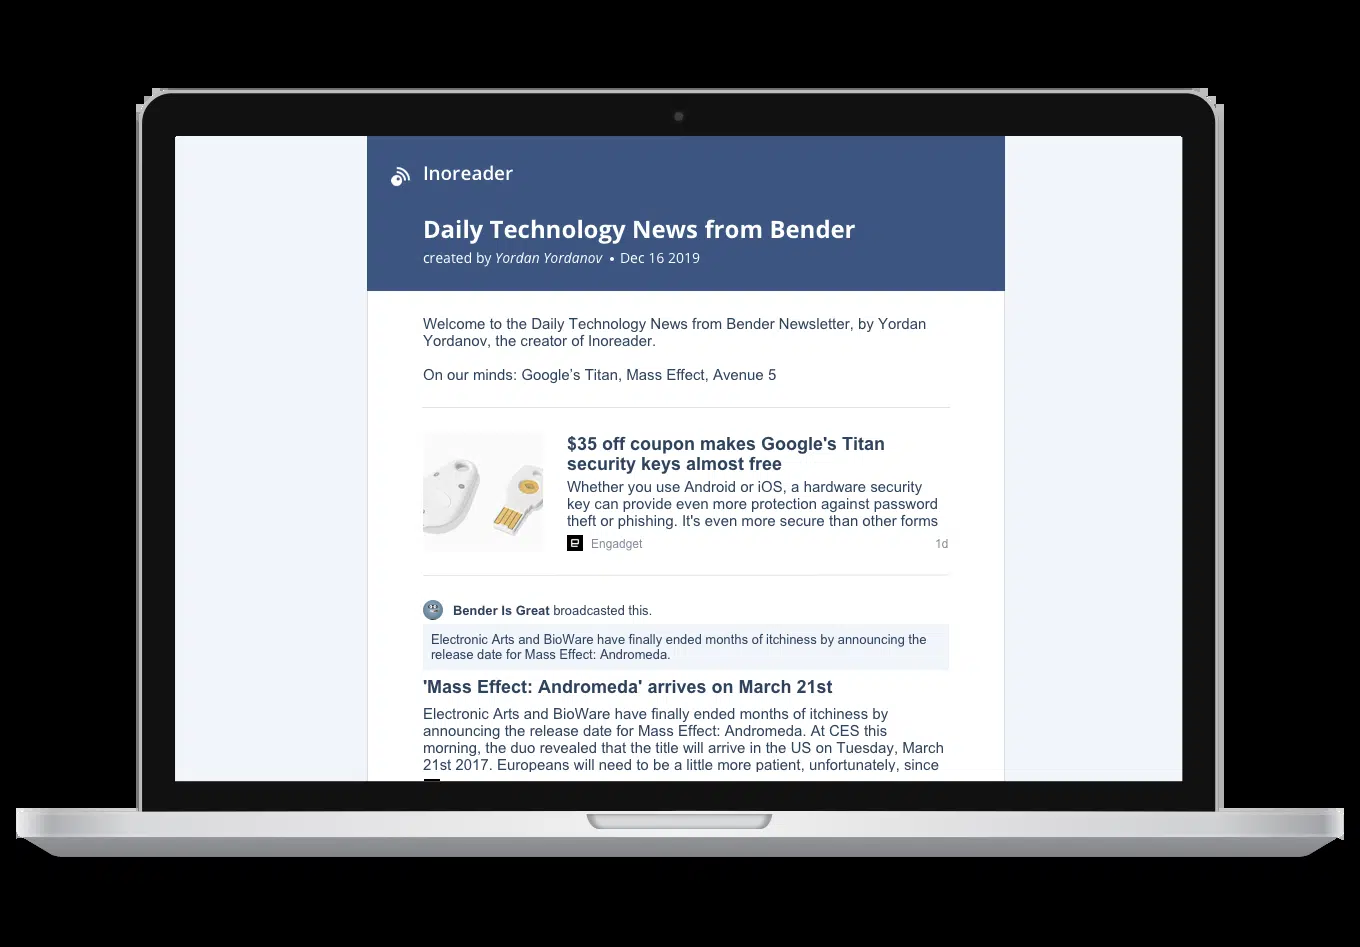 Inoreader
Daily Technology News from Bender
created by Yordan Yordanov • Dec 16 2019
Welcome to the Daily Technology News from Bender Newsletter, by Yordan
Yordanov, the creator of Inoreader.
On our minds: Google’s Titan, Mass Effect, Avenue 5
$35 off coupon makes Google's Titan
security keys almost free
Whether you use Android or iOS, a hardware security
key can provide even more protection against password
theft or phishing. It's even more secure than other forms
Engadget 1d
Bender Is Great broadcasted this.
Electronic Arts and BioWare have finally ended months of itchiness by announcing the
release date for Mass Effect: Andromeda.
'Mass Effect: Andromeda' arrives on March 21st
Electronic Arts and BioWare have finally ended months of itchiness by
announcing the release date for Mass Effect: Andromeda. At CES this
morning, the duo revealed that the title will arrive in the US on Tuesday, March
21st 2017. Europeans will need to be a little more patient, unfortunately, since